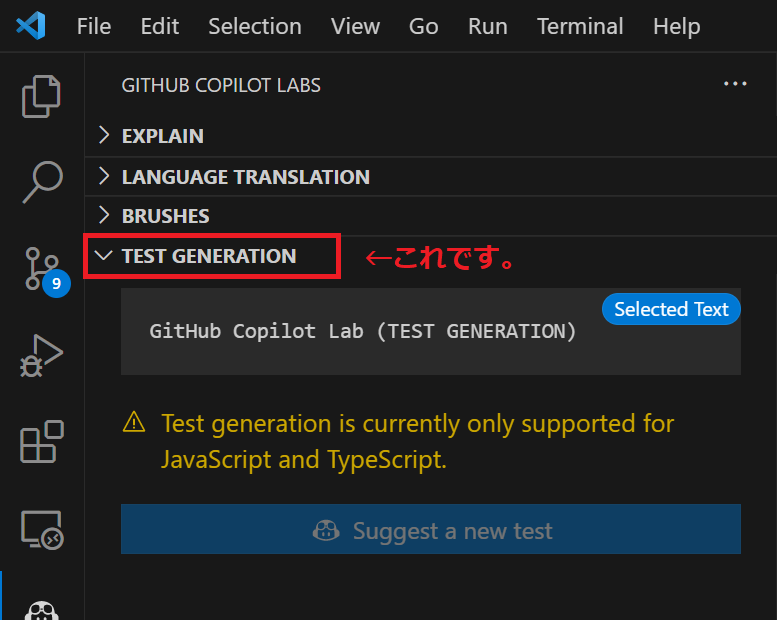 File Edit Selection View Go Run Terminal Help
GITHUB COPILOT LABS
EXPLAIN
LANGUAGE TRANSLATION
BRUSHES
TEST GENERATION ←これです。
Selected Text
GitHub Copilot Lab (TEST GENERATION)
9
Test generation is currently only supported for
JavaScript and TypeScript.
Suggest a new test